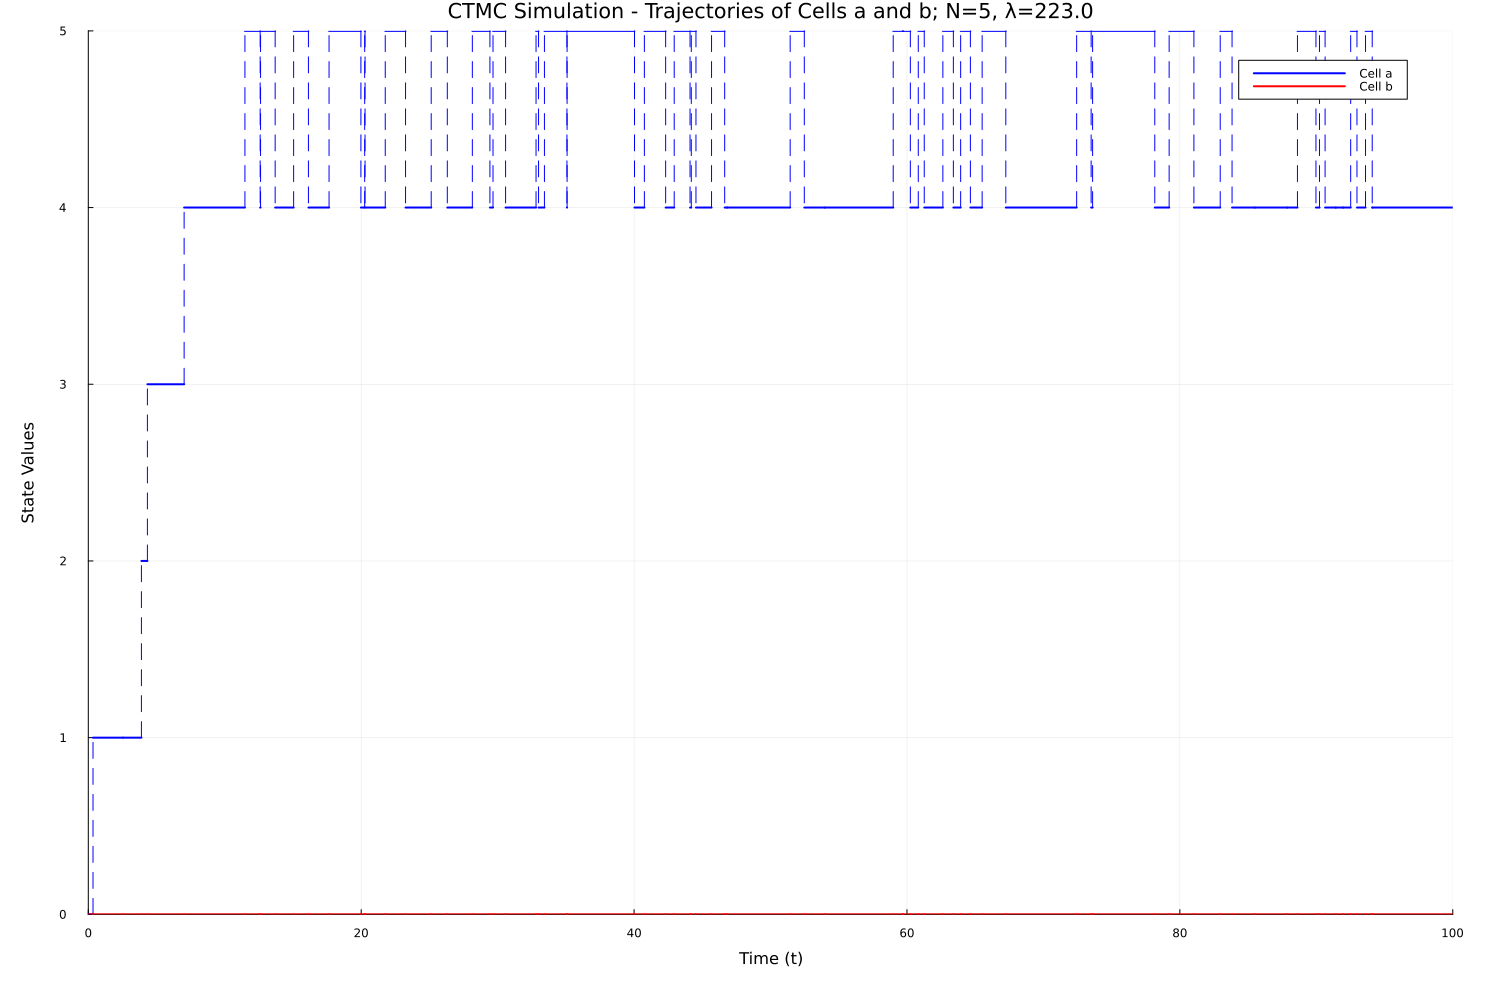 CTMC Simulation - Trajectories of Cells a and b; N=5, λ=223.0
5
Cell a
Cell b
4
3
State Values
2
1
0
0 20 40 60 80 100
Time (t)